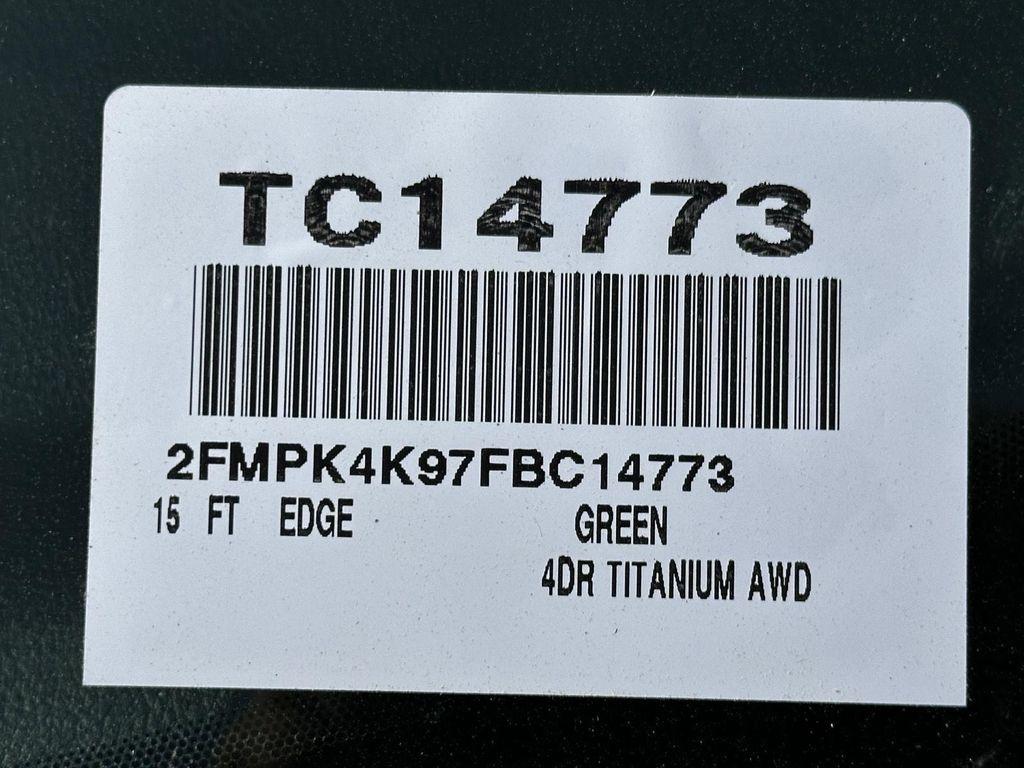 TC14773
2FMPK4K97FBC14773
15 FT EDGE GREEN
4DR TITANIUM AWD